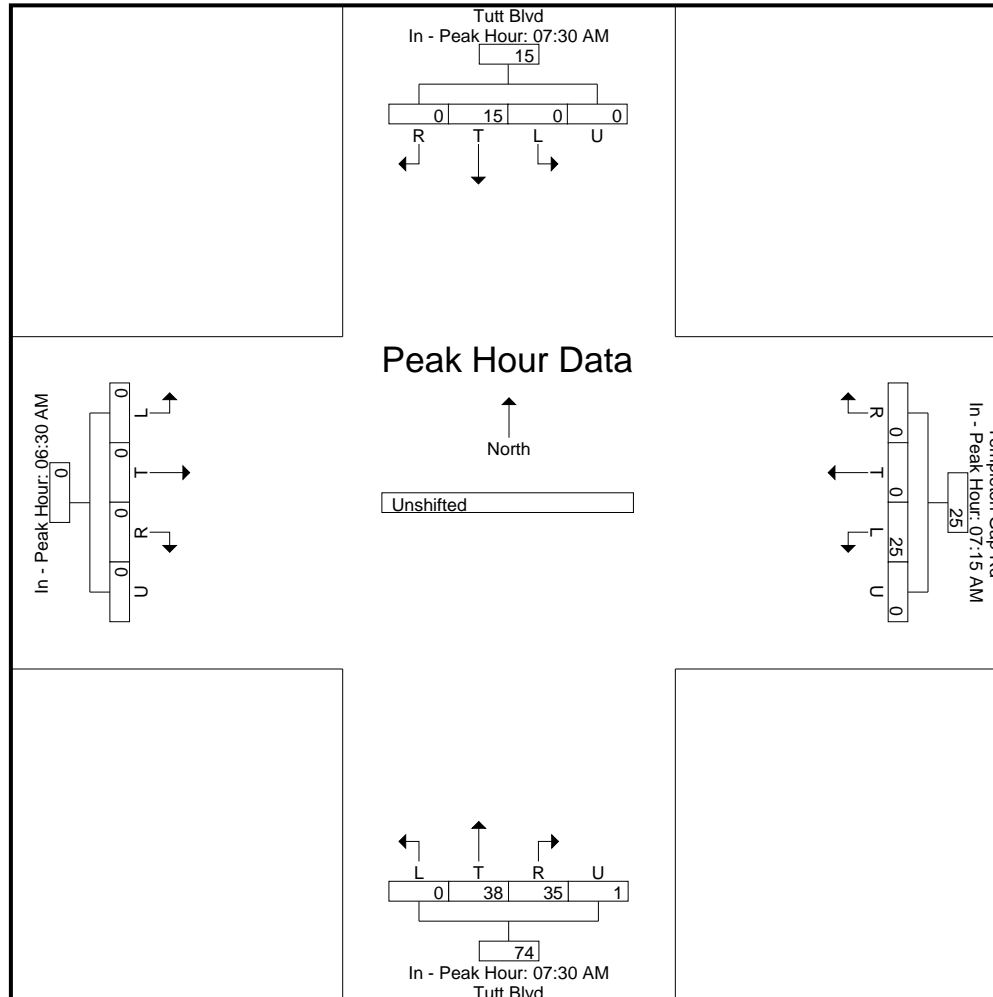 Tutt Blvd
In - Peak Hour: 07:30 AM
15
0 15 0 0
R T L U
Peak Hour Data
North
Unshifted
In - Peak Hour: 06:30 AM
0
0 0 0 0
L T R U
In - Peak Hour: 07:15 AM
25
0 0 25 0
R T L U
L T R U
0 38 35 1
74
In - Peak Hour: 07:30 AM
Tutt Blvd